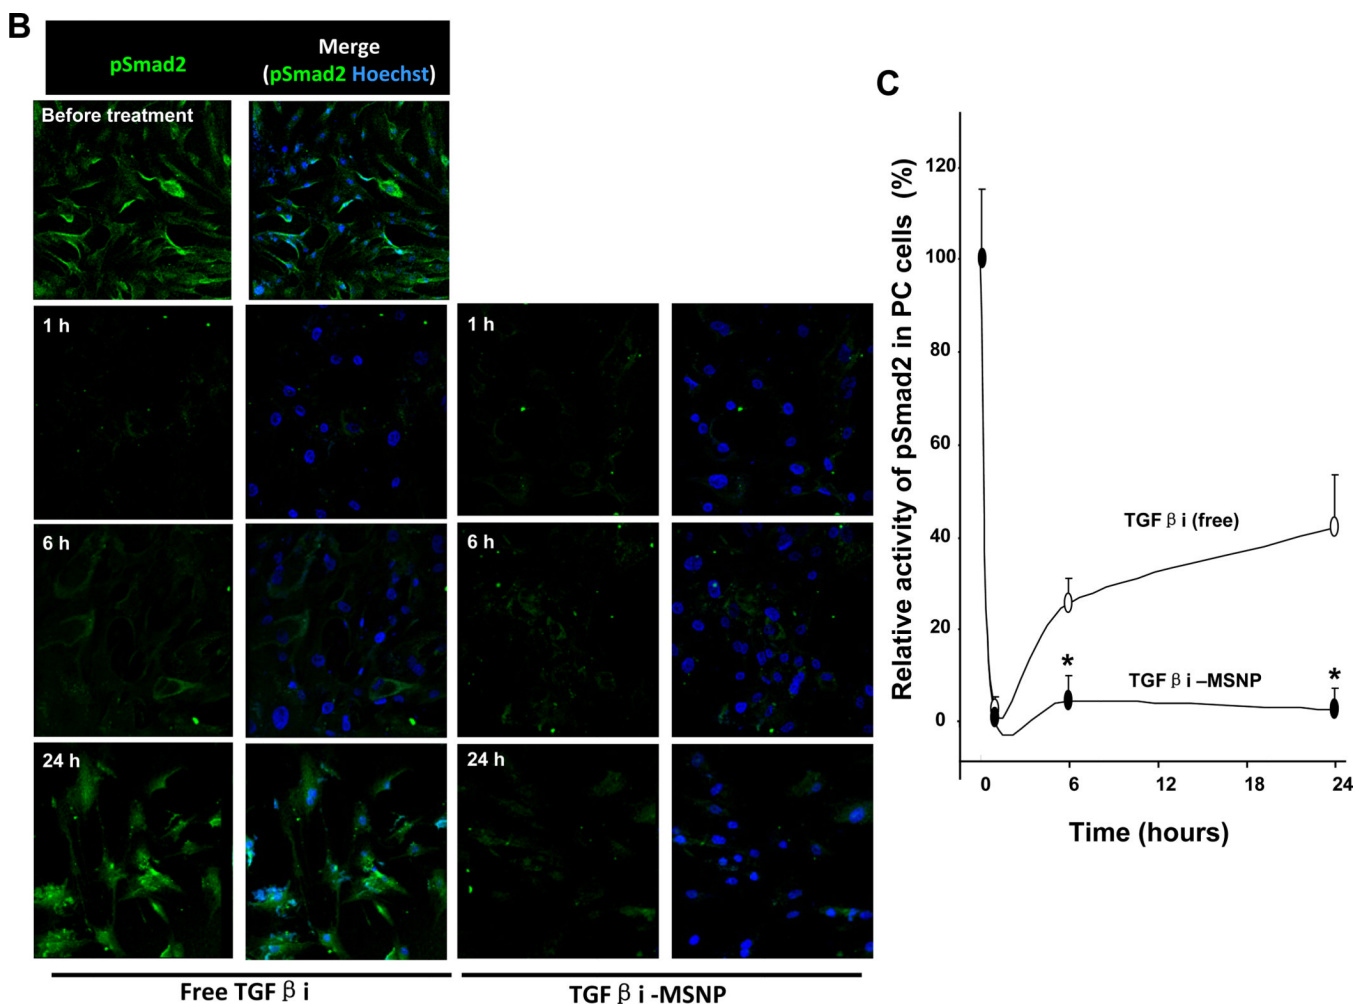 B
pSmad2
Merge
(pSmad2 Hoechst)
Before treatment
1 h
1 h
6 h
6 h
24 h
24 h
Free TGF β i
TGF β i -MSNP
C
Relative activity of pSmad2 in PC cells (%)
120
100
80
60
40
20
0
TGF β i (free)
*
*
TGF β i –MSNP
0 6 12 18 24
Time (hours)